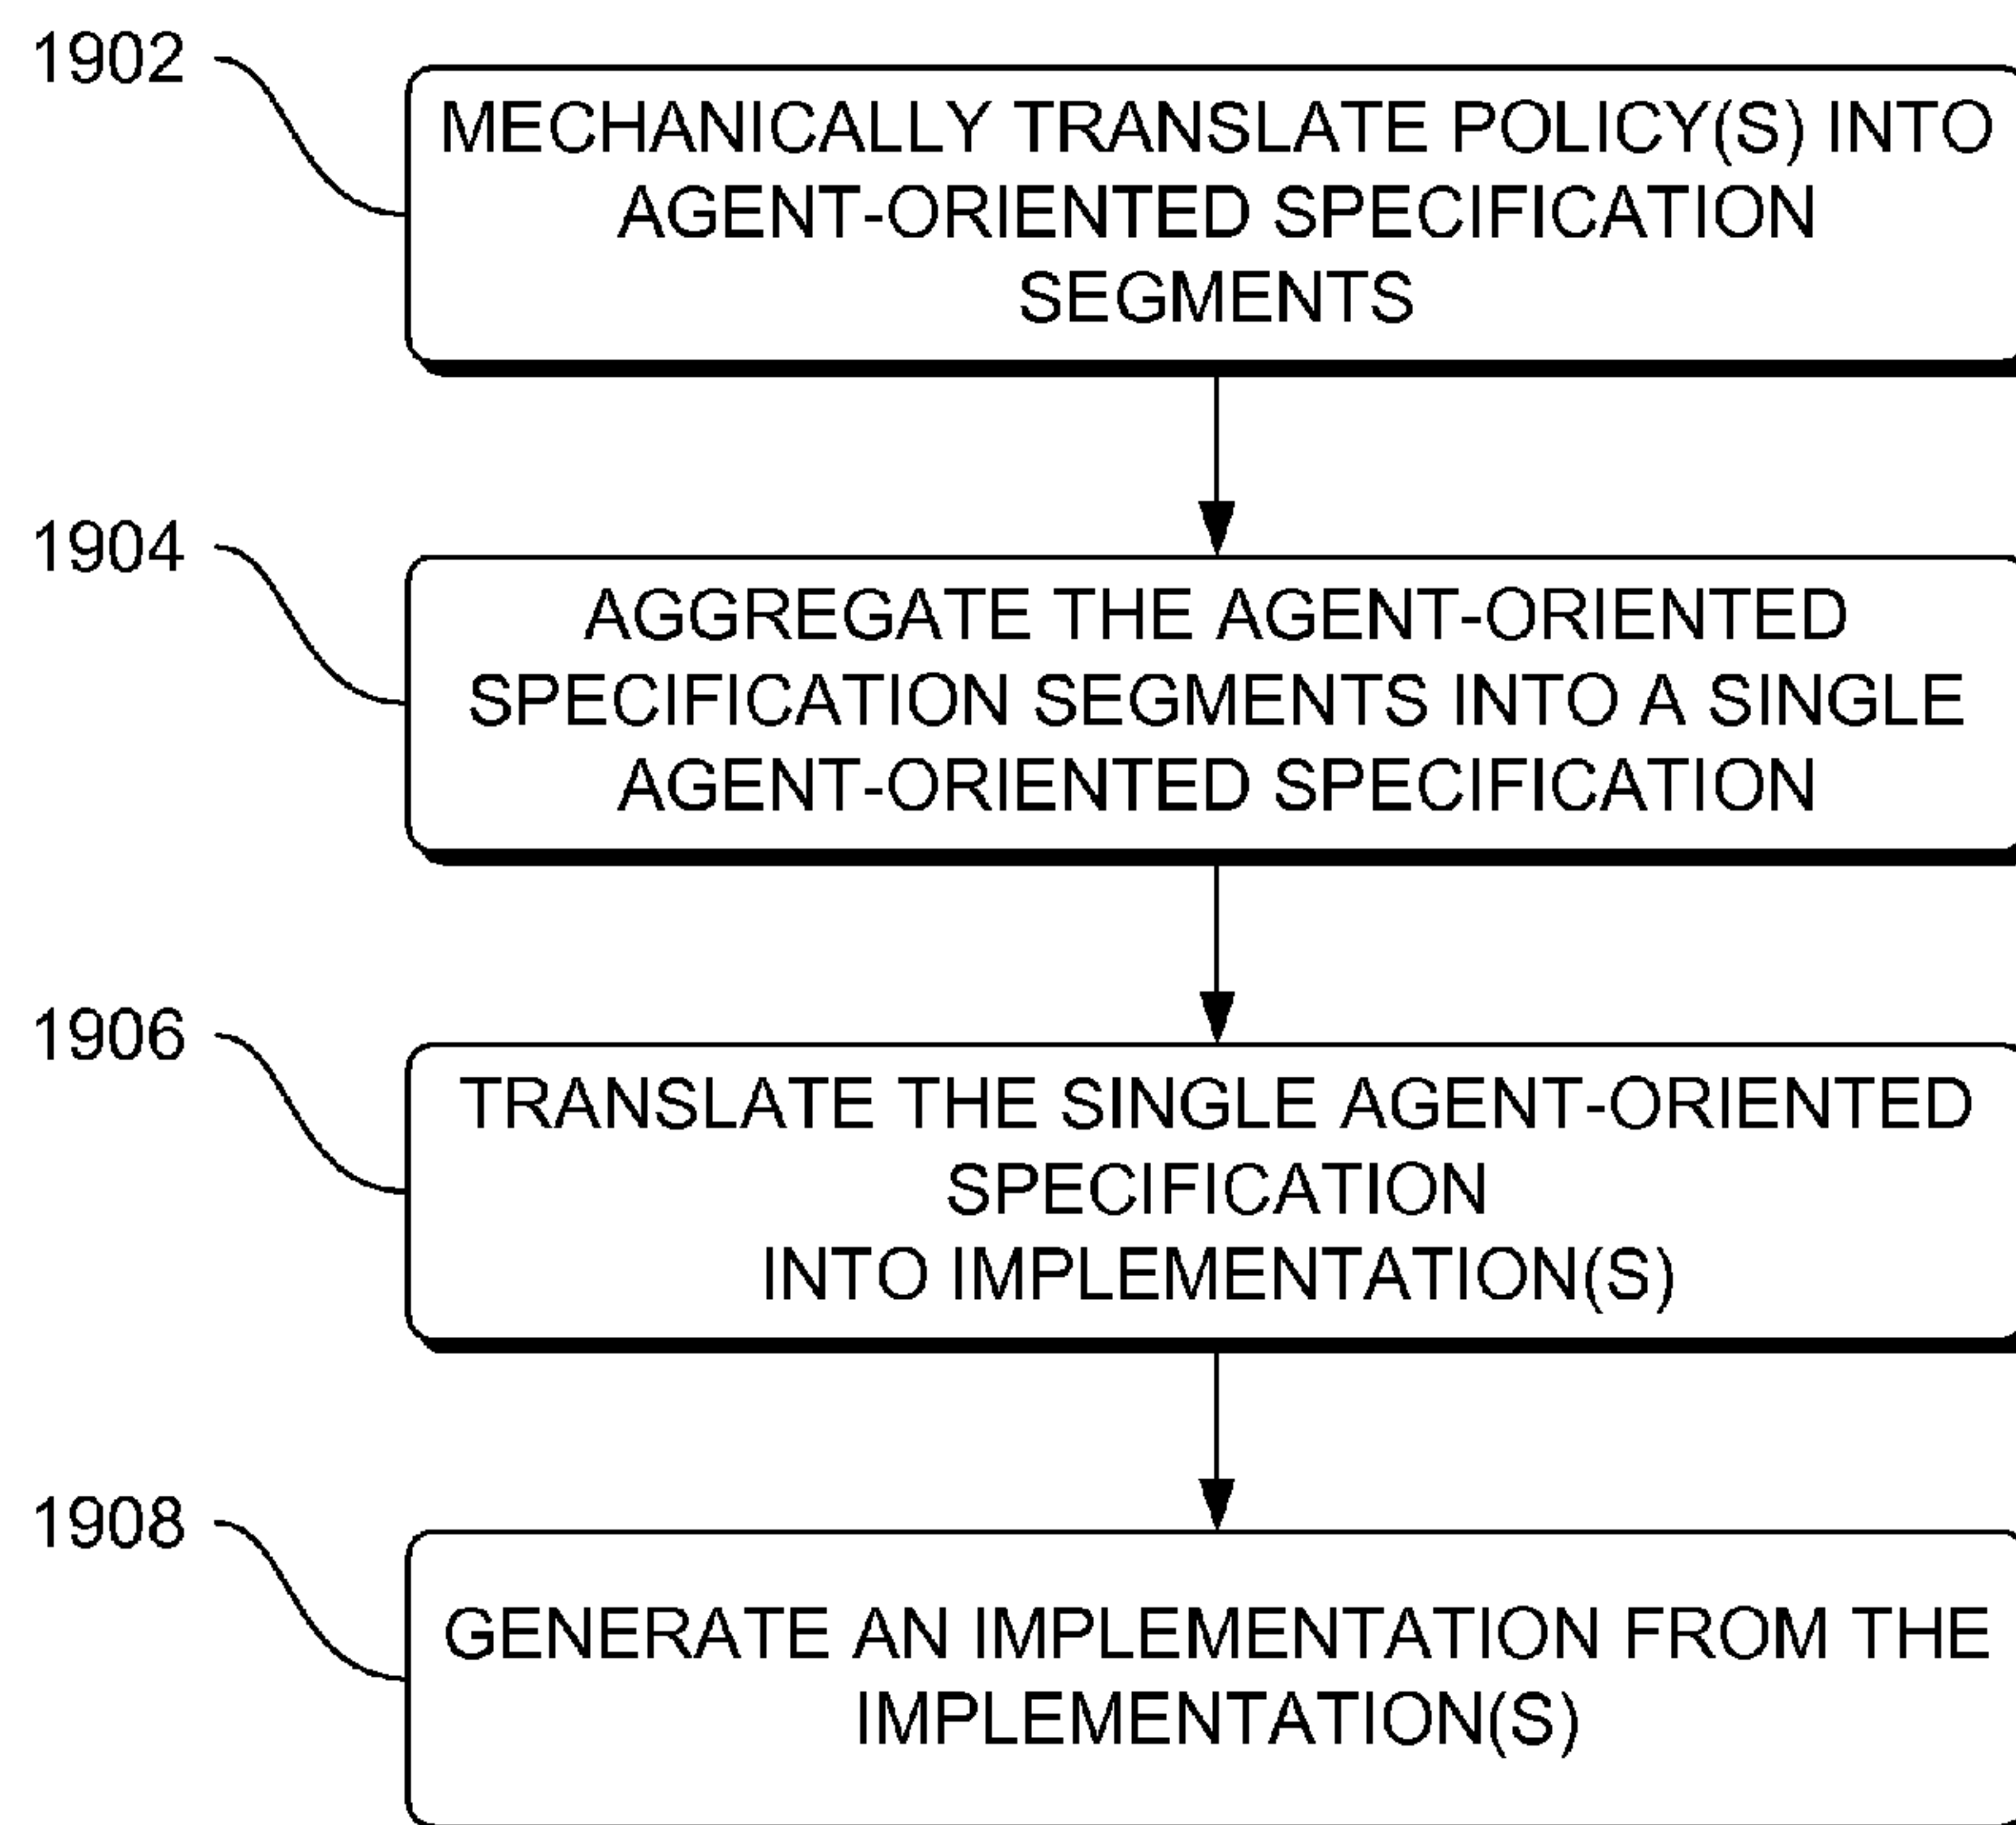 1902
MECHANICALLY TRANSLATE POLICY(S) INTO
AGENT-ORIENTED SPECIFICATION
SEGMENTS
1904
AGGREGATE THE AGENT-ORIENTED
SPECIFICATION SEGMENTS INTO A SINGLE
AGENT-ORIENTED SPECIFICATION
1906
TRANSLATE THE SINGLE AGENT-ORIENTED
SPECIFICATION
INTO IMPLEMENTATION(S)
1908
GENERATE AN IMPLEMENTATION FROM THE
IMPLEMENTATION(S)